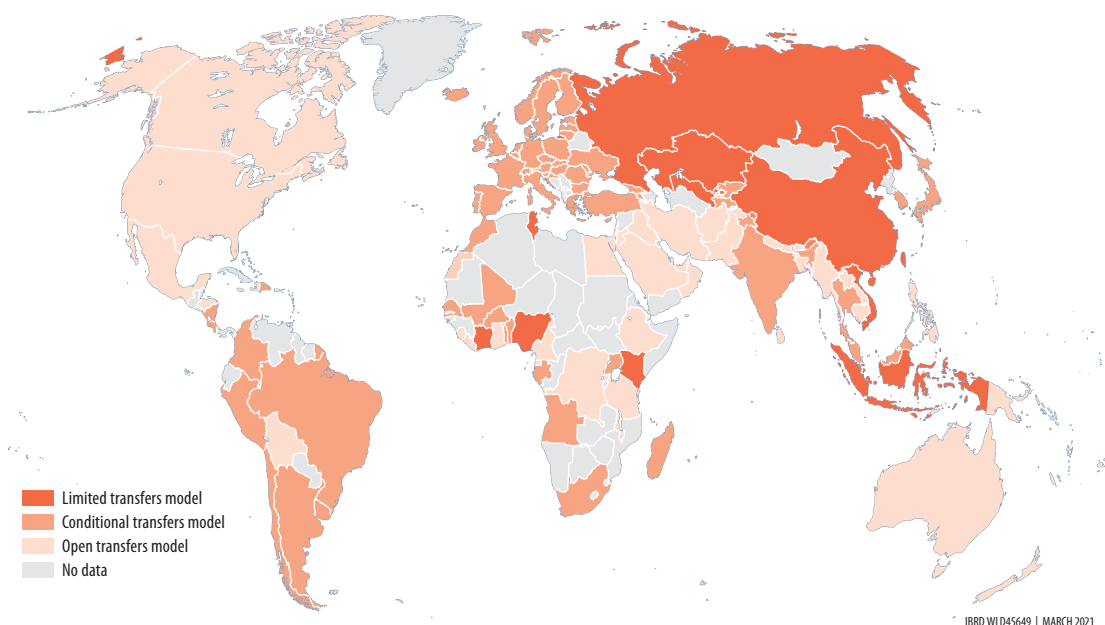 Limited transfers model
Conditional transfers model
Open transfers model
No data
IBRD WLD45649 | MARCH 2021